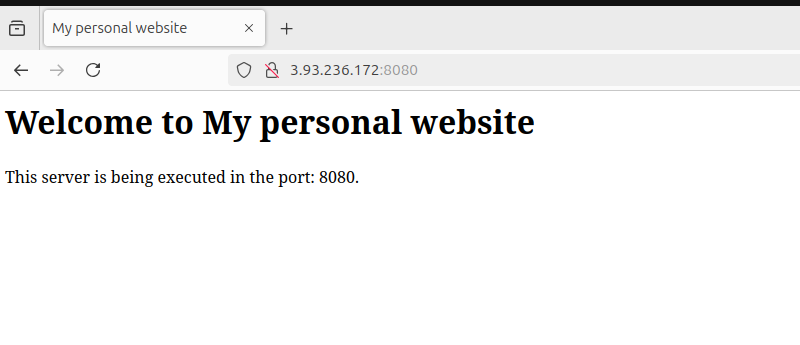 My personal website
3.93.236.172:8080
Welcome to My personal website
This server is being executed in the port: 8080.